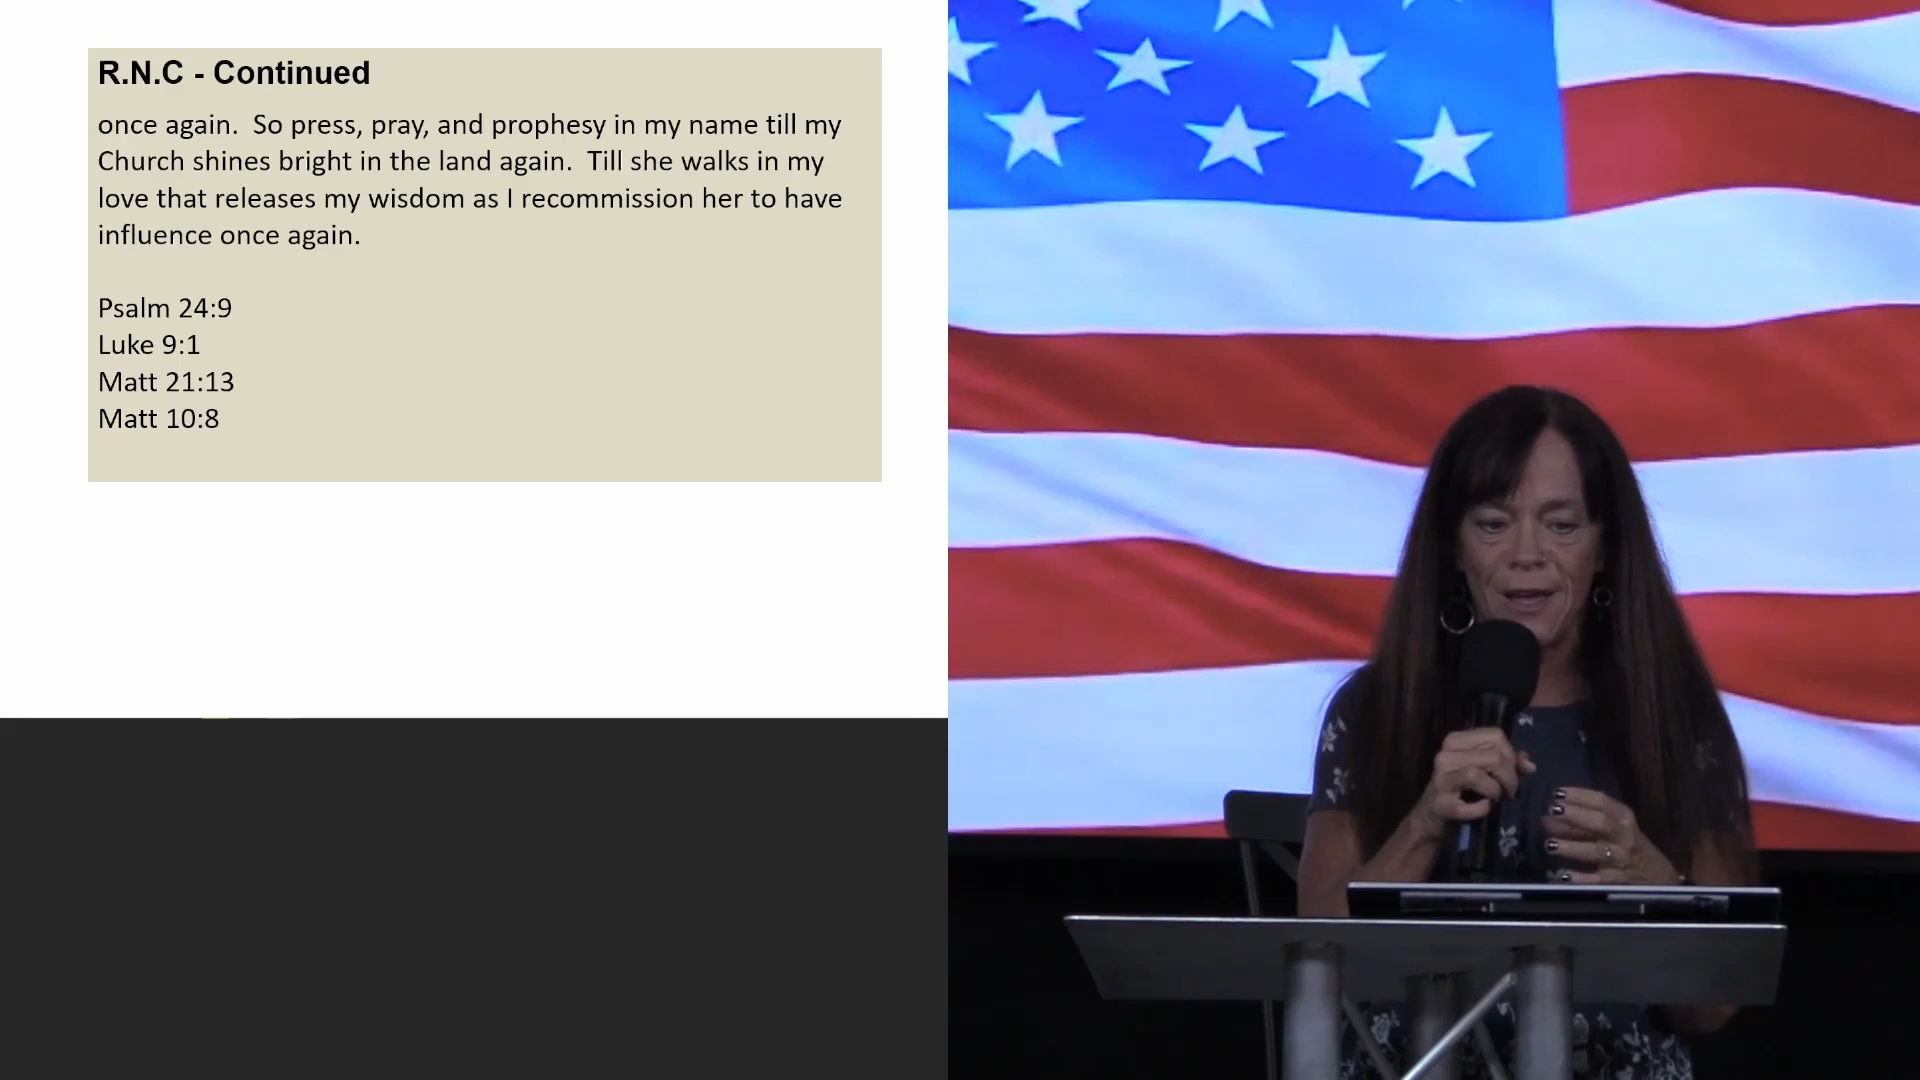 R.N.C - Continued
once again.  So press, pray, and prophesy in my name till my
Church shines bright in the land again.  Till she walks in my
love that releases my wisdom as I recommission her to have
influence once again.
Psalm 24:9
Luke 9:1
Matt 21:13
Matt 10:8